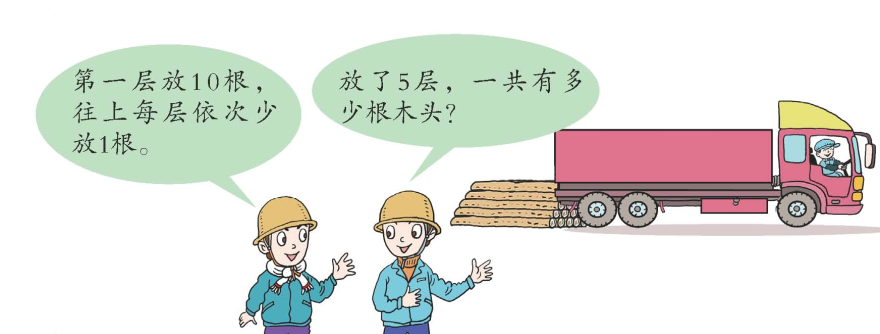 第一层放10根，
往上每层依次少
放1根。
放了5层，一共有多
少根木头？